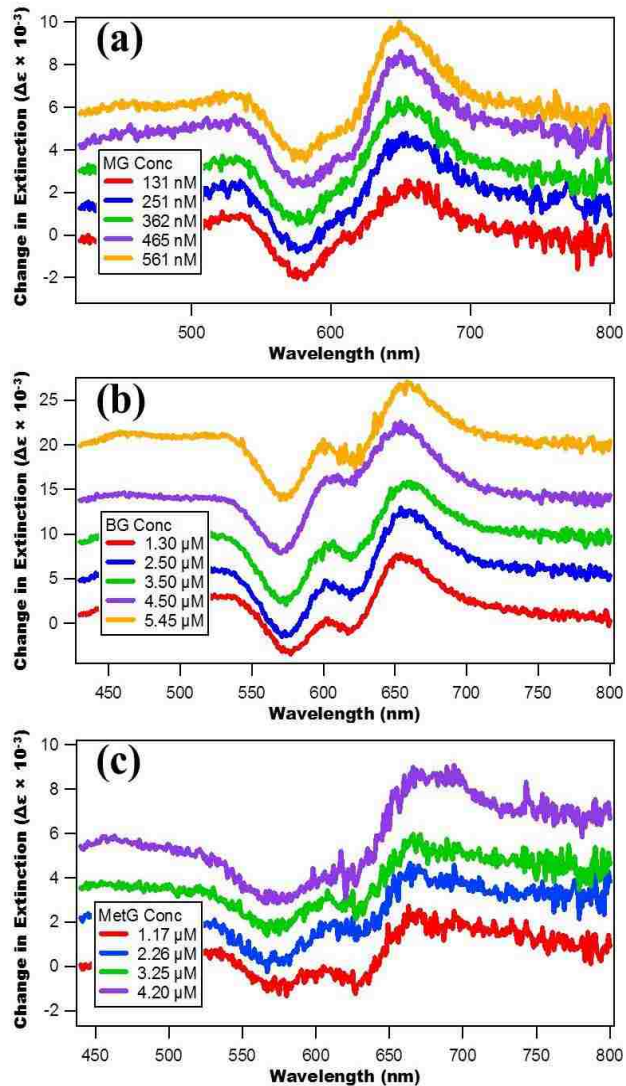 (a)
Change in Extinction (Δε × 10⁻³)
10
8
6
4
2
0
-2
MG Conc
131 nM
251 nM
362 nM
465 nM
561 nM
500
600
700
800
Wavelength (nm)
(b)
Change in Extinction (Δε × 10⁻³)
25
20
15
10
5
0
BG Conc
1.30 μM
2.50 μM
3.50 μM
4.50 μM
5.45 μM
450
500
550
600
650
700
750
800
Wavelength (nm)
(c)
Change in Extinction (Δε × 10⁻³)
10
8
6
4
2
0
-2
MetG Conc
1.17 μM
2.26 μM
3.25 μM
4.20 μM
450
500
550
600
650
700
750
800
Wavelength (nm)